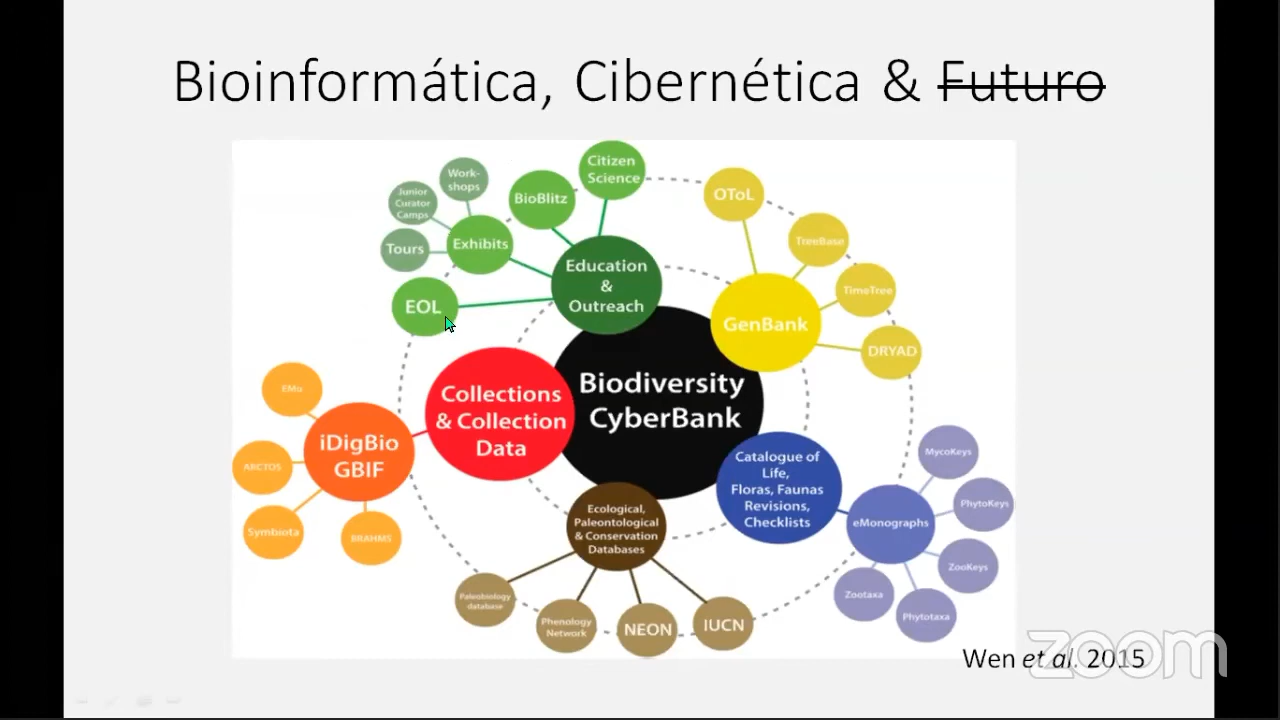 Bioinformática, Cibernética & Futuro
Citizen
Science
BioBlitz
Work-
shops
Junior
Curator
Camps
Tours
Exhibits
EOL
Education
&
Outreach
OToL
TreeBase
TimeTree
DRYAD
GenBank
Biodiversity
CyberBank
Collections
& Collection
Data
iDigBio
GBIF
EMu
ARCTOS
Symbiota
BRAHMS
Catalogue of
Life,
Floras, Faunas
Revisions,
Checklists
eMonographs
MycoKeys
PhytoKeys
ZooKeys
Phytotaxa
Zootaxa
Ecological,
Paleontological
& Conservation
Databases
Paleobiology
database
Phenology
Network
NEON
IUCN
Wen et al. 2015
zoom